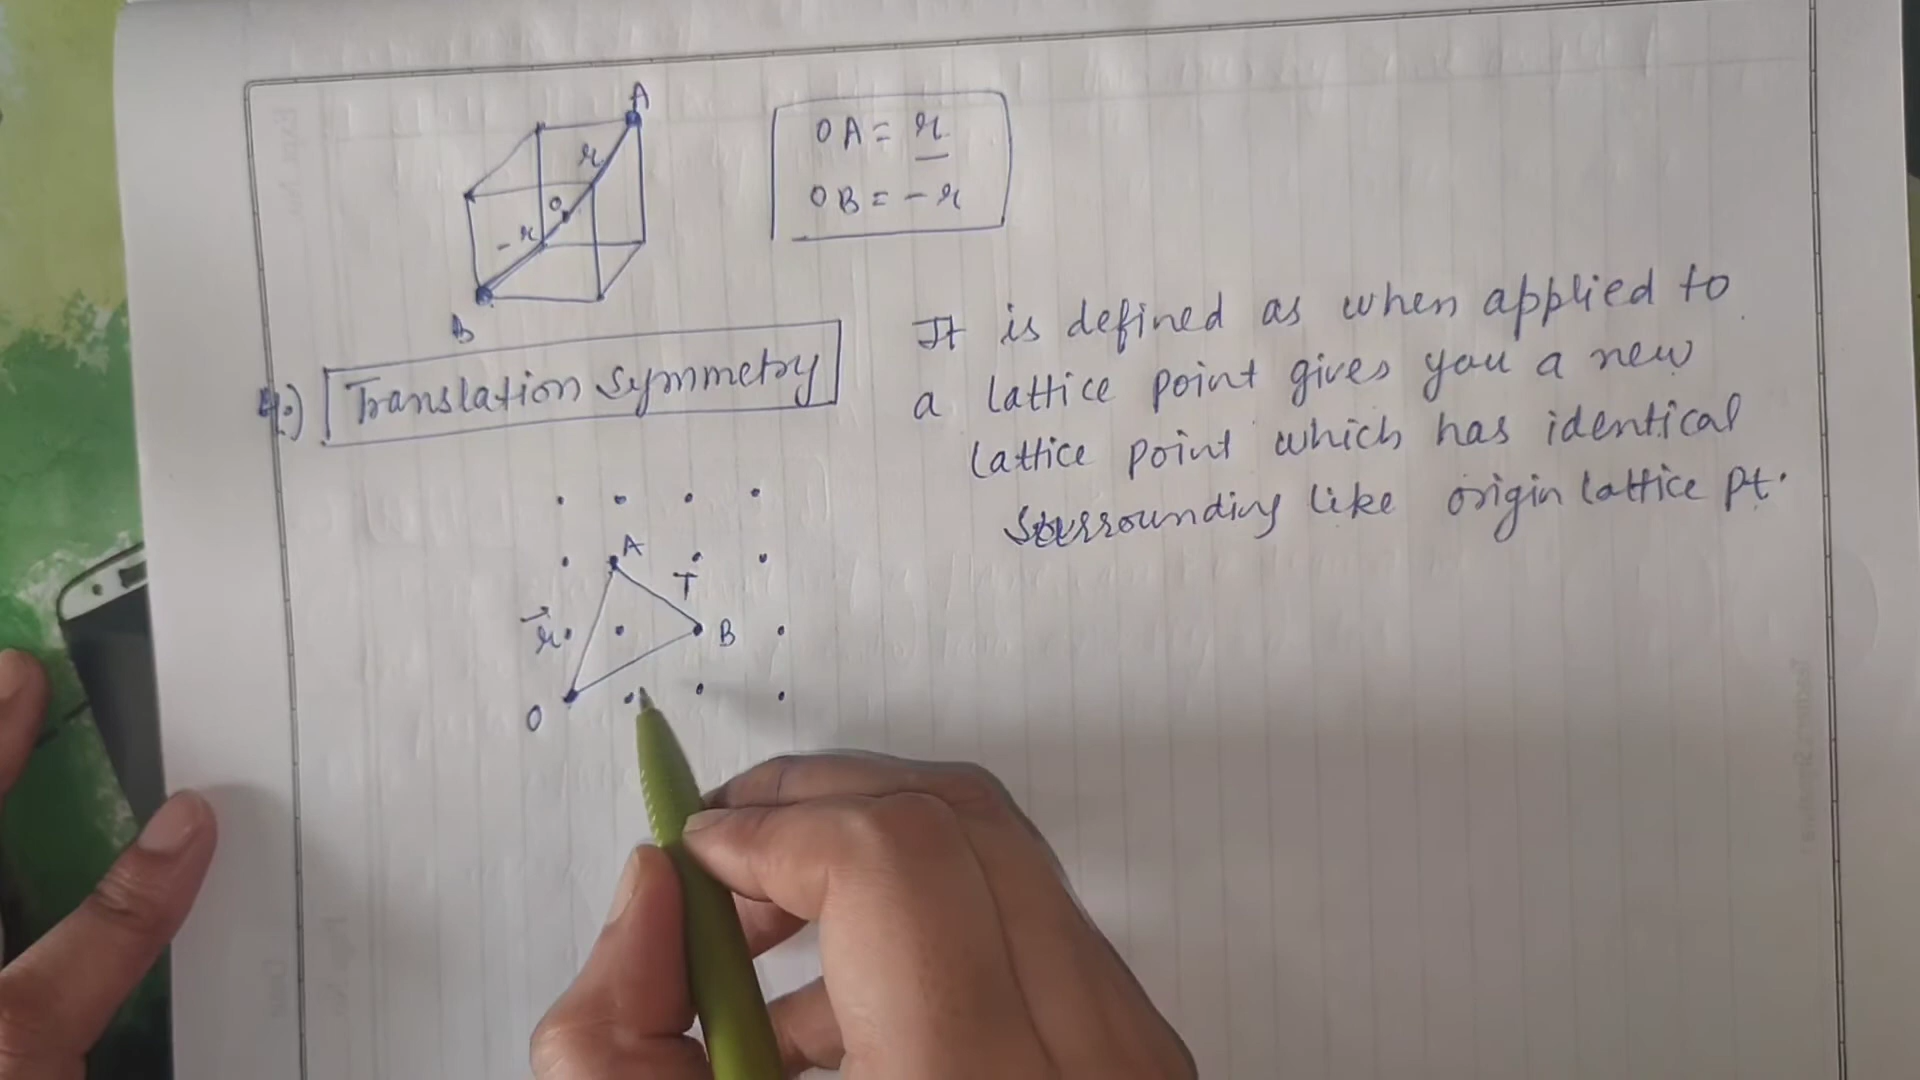 A
r
O
-r
B
OA = r
OB = -r
4.) Translation Symmetry
It is defined as when applied to
a lattice point gives you a new
lattice point which has identical
surrounding like origin lattice pt.
A
T
r
B
O